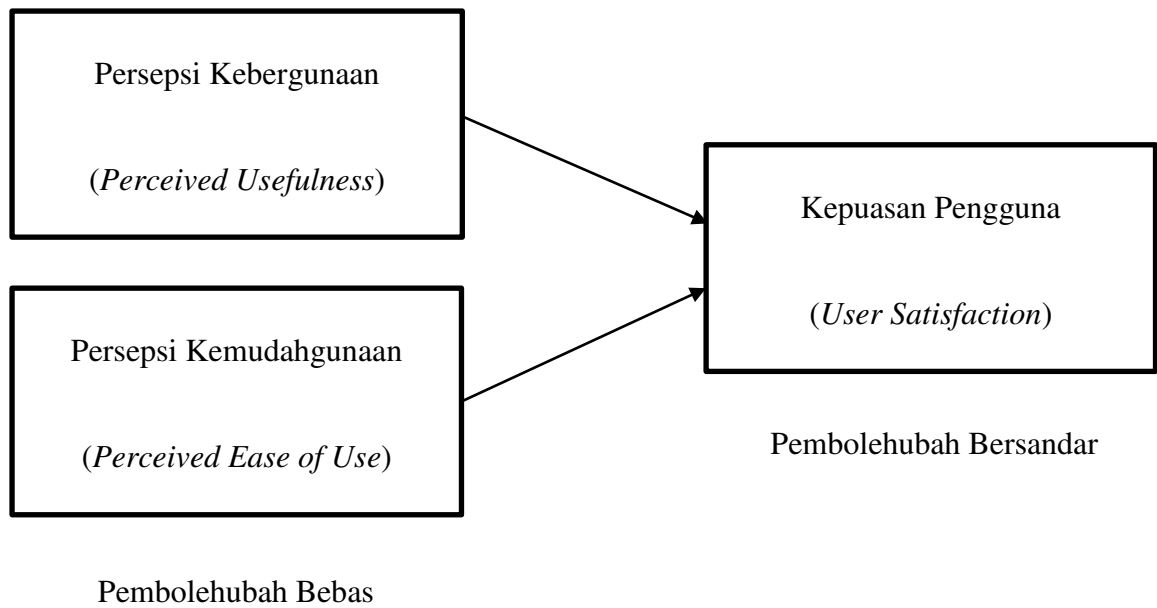 Persepsi Kebergunaan
(Perceived Usefulness)
Persepsi Kemudahgunaan
(Perceived Ease of Use)
Pembolehubah Bebas
Kepuasan Pengguna
(User Satisfaction)
Pembolehubah Bersandar